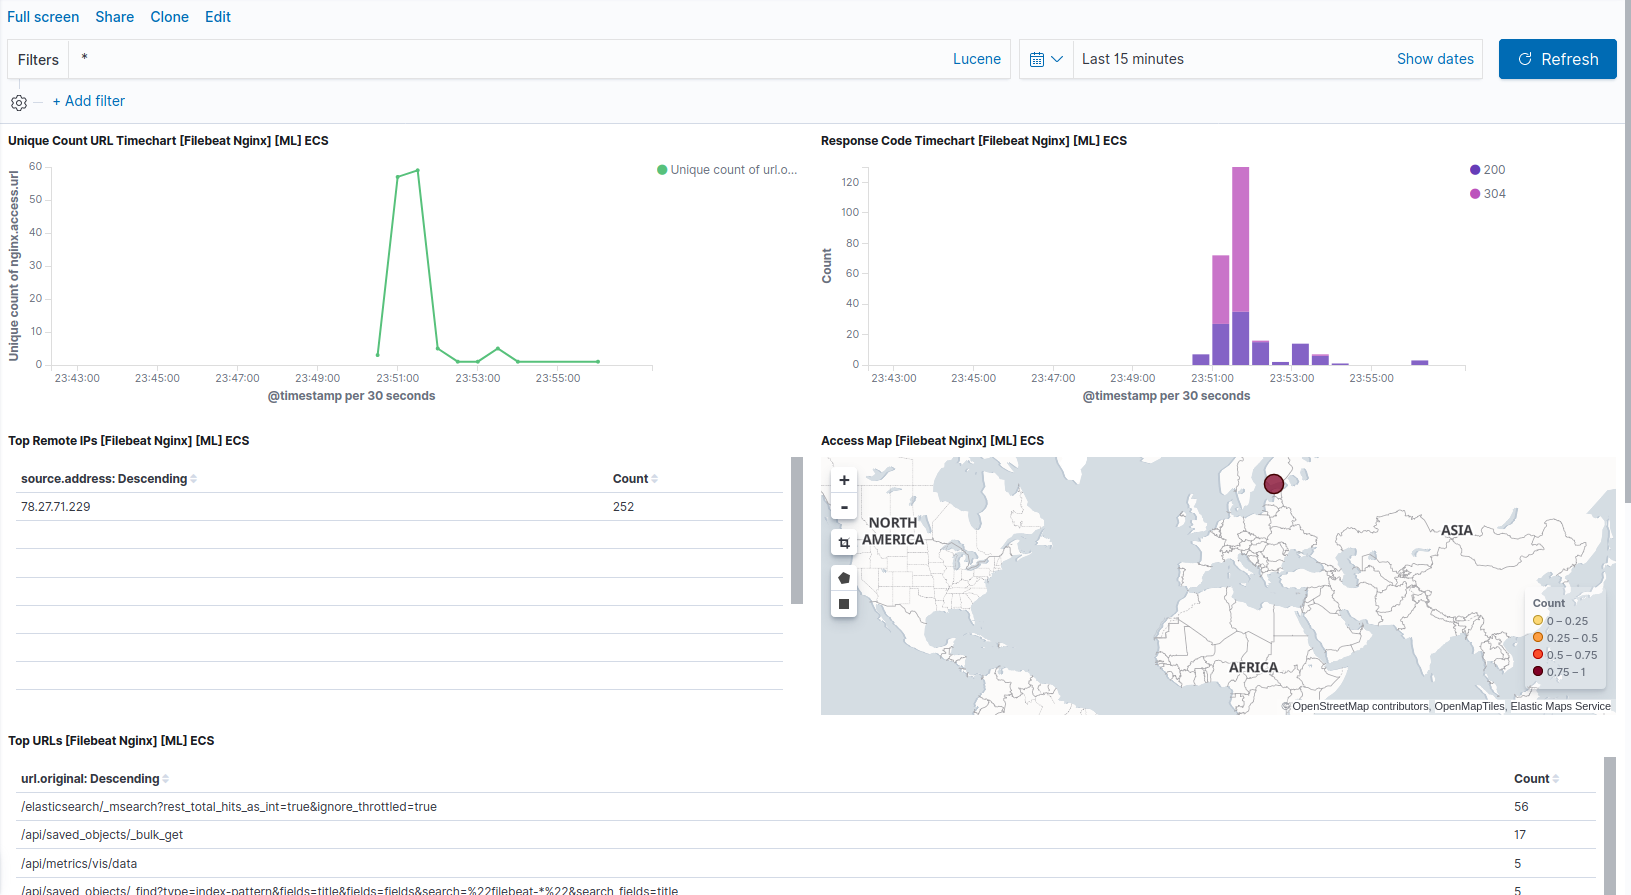 Full screen Share Clone Edit
Filters * Lucene Last 15 minutes Show dates Refresh
+ Add filter
Unique Count URL Timechart [Filebeat Nginx] [ML] ECS
Unique count of nginx.access.url
60
50
40
30
20
10
0
23:43:00 23:45:00 23:47:00 23:49:00 23:51:00 23:53:00 23:55:00
@timestamp per 30 seconds
Unique count of url.o...
Response Code Timechart [Filebeat Nginx] [ML] ECS
Count
120
100
80
60
40
20
0
23:43:00 23:45:00 23:47:00 23:49:00 23:51:00 23:53:00 23:55:00
@timestamp per 30 seconds
200
304
Top Remote IPs [Filebeat Nginx] [ML] ECS
source.address: Descending Count
78.27.71.229 252
Access Map [Filebeat Nginx] [ML] ECS
+
-
NORTH
AMERICA
ASIA
AFRICA
Count
0 – 0.25
0.25 – 0.5
0.5 – 0.75
0.75 – 1
© OpenStreetMap contributors, OpenMapTiles, Elastic Maps Service
Top URLs [Filebeat Nginx] [ML] ECS
url.original: Descending Count
/elasticsearch/_msearch?rest_total_hits_as_int=true&ignore_throttled=true 56
/api/saved_objects/_bulk_get 17
/api/metrics/vis/data 5
/api/saved_objects/_find?type=index-pattern&fields=title&fields=fields&search=%22filebeat-*%22&search_fields=title 5